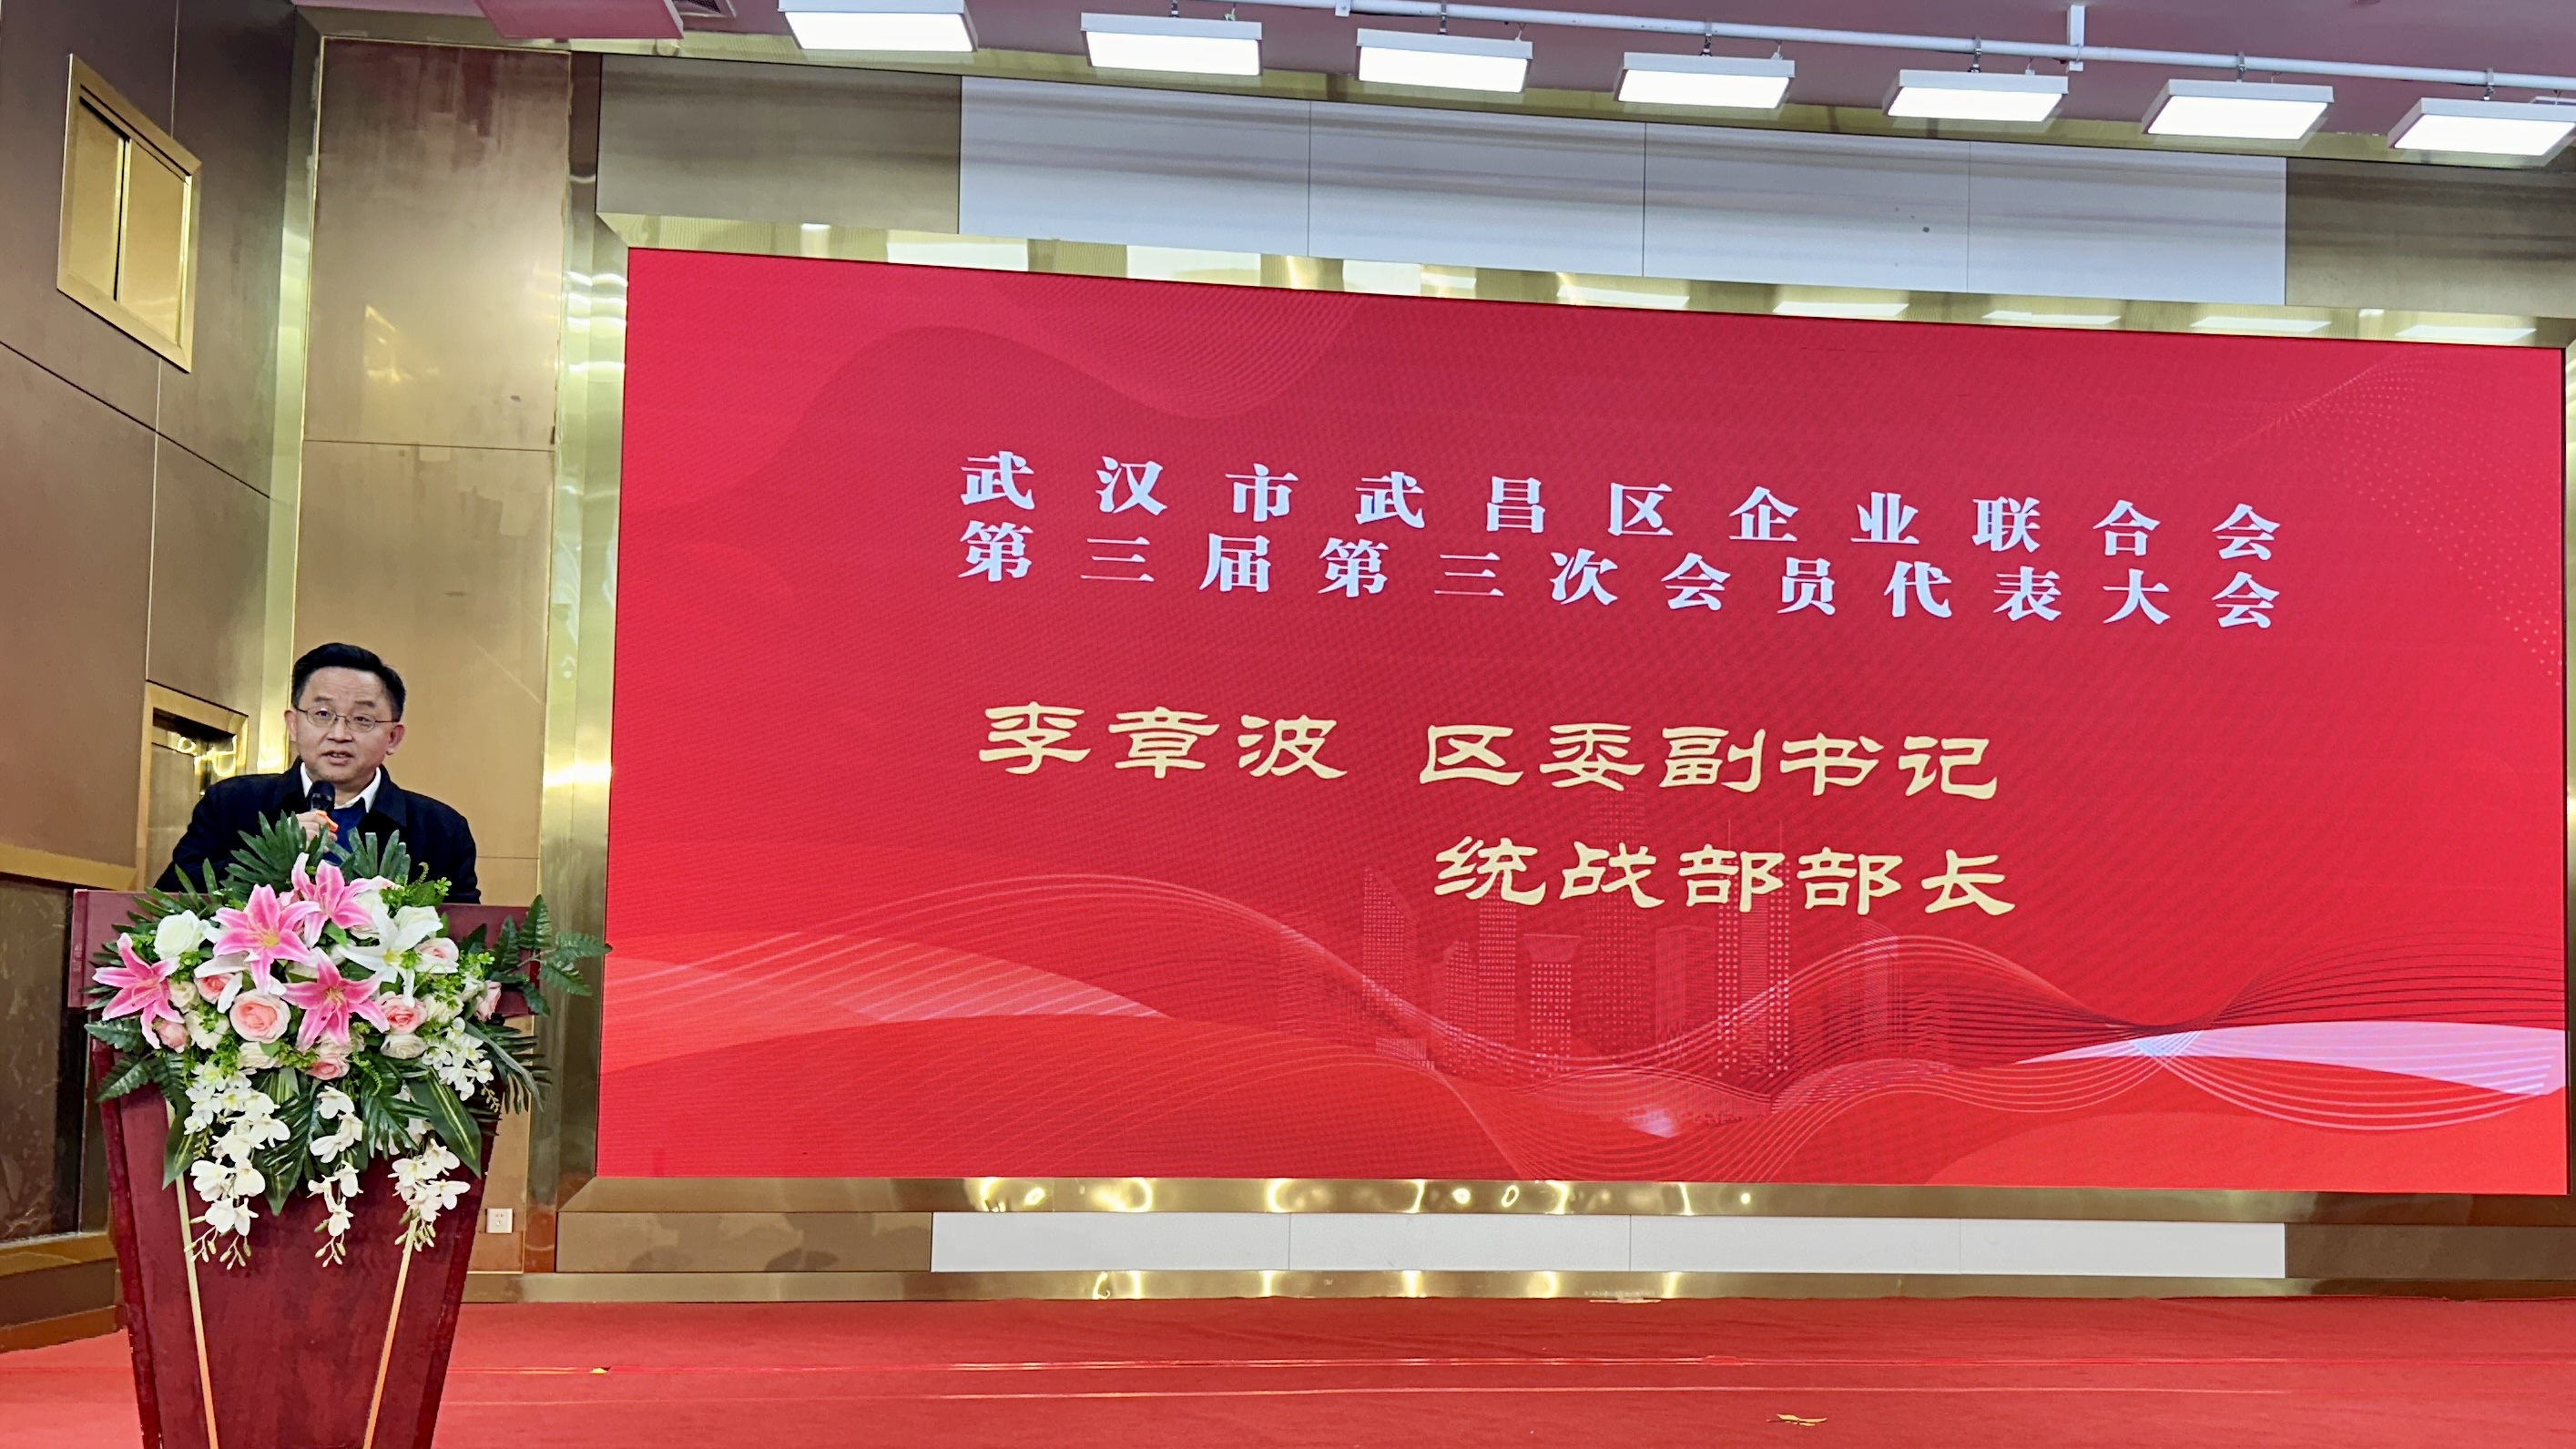 武汉市武昌区企业联合会
第三届第三次会员代表大会
李章波 区委副书记
统战部部长